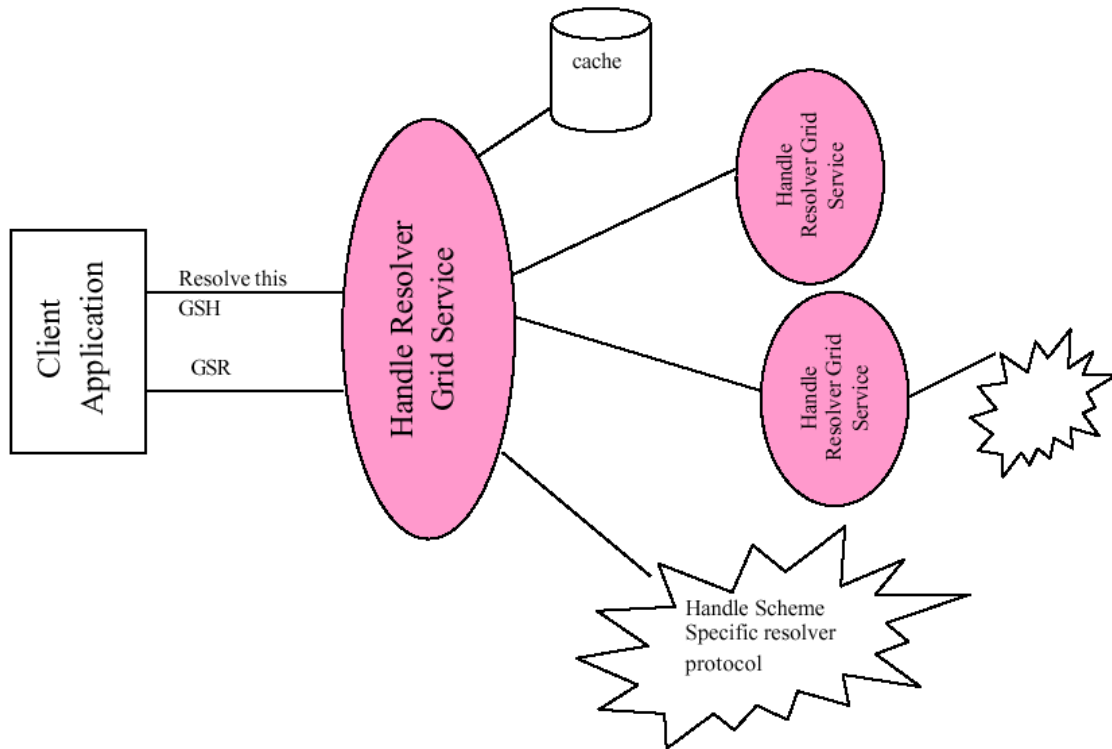 cache
Handle
Resolver Grid
Service
Client
Application
Resolve this
GSH
GSR
Handle Resolver
Grid Service
Handle
Resolver Grid
Service
Handle Scheme
Specific resolver
protocol